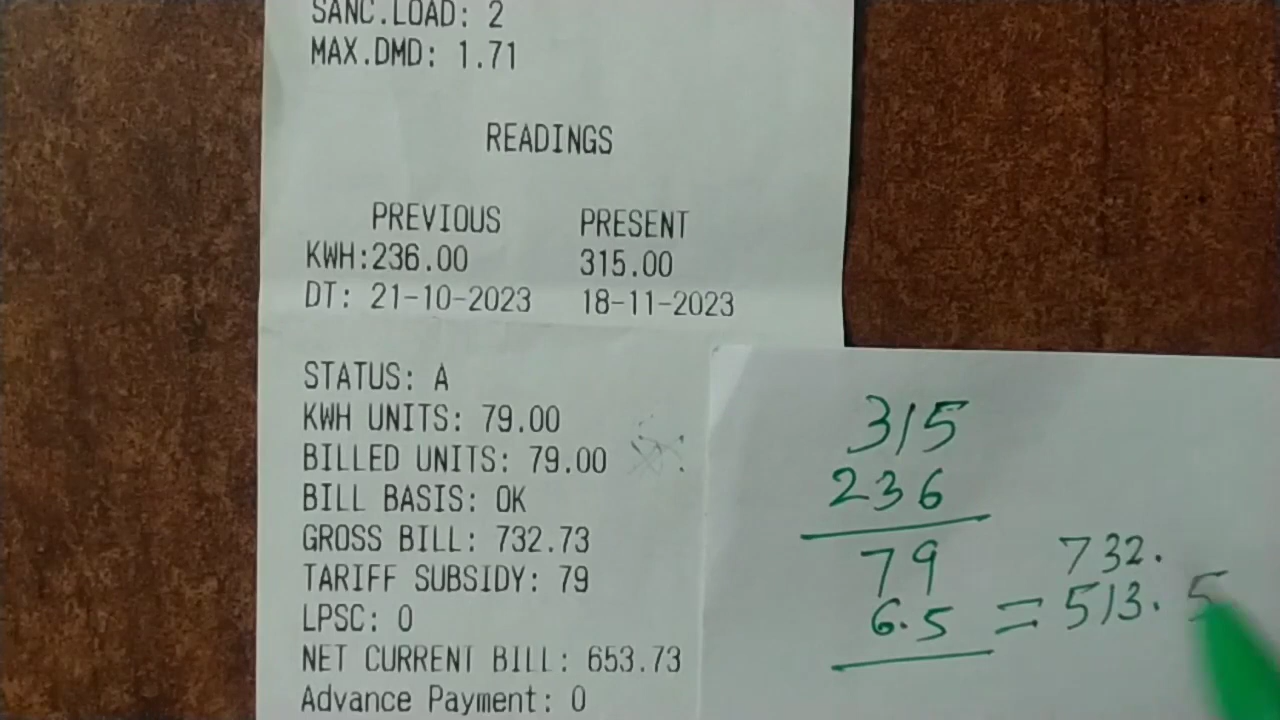 SANC.LOAD: 2
MAX.DMD: 1.71
READINGS
PREVIOUS PRESENT
KWH:236.00 315.00
DT: 21-10-2023 18-11-2023
STATUS: A
KWH UNITS: 79.00
BILLED UNITS: 79.00
BILL BASIS: OK
GROSS BILL: 732.73
TARIFF SUBSIDY: 79
LPSC: 0
NET CURRENT BILL: 653.73
Advance Payment: 0
315
236
79
732.
6.5 = 513. 5